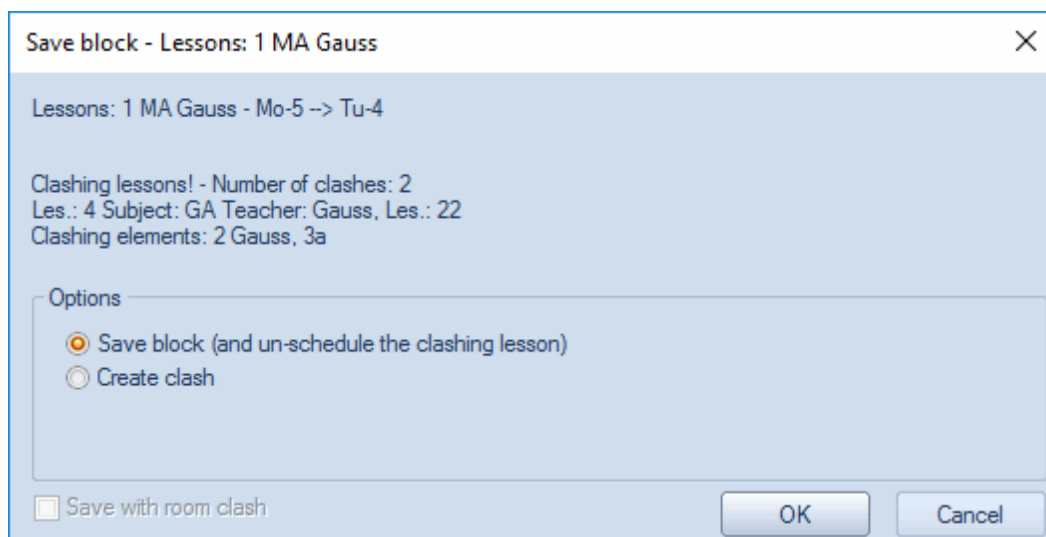 Save block - Lessons: 1 MA Gauss
Lessons: 1 MA Gauss - Mo-5 --> Tu-4
Clashing lessons! - Number of clashes: 2
Les.: 4 Subject: GA Teacher: Gauss, Les.: 22
Clashing elements: 2 Gauss, 3a
Options
Save block (and un-schedule the clashing lesson)
Create clash
Save with room clash
OK
Cancel